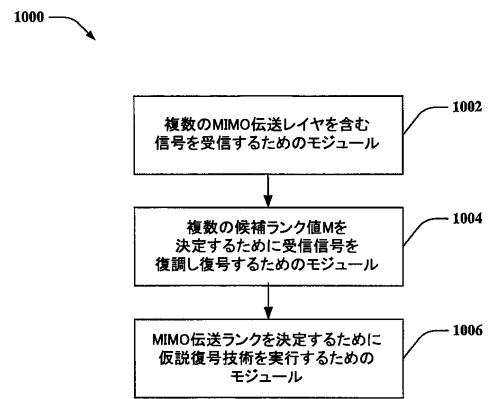 1000
複数のMIMO伝送レイヤを含む
信号を受信するためのモジュール
1002
複数の候補ランク値Mを
決定するために受信信号を
復調し復号するためのモジュール
1004
MIMO伝送ランクを決定するために
仮説復号技術を実行するための
モジュール
1006